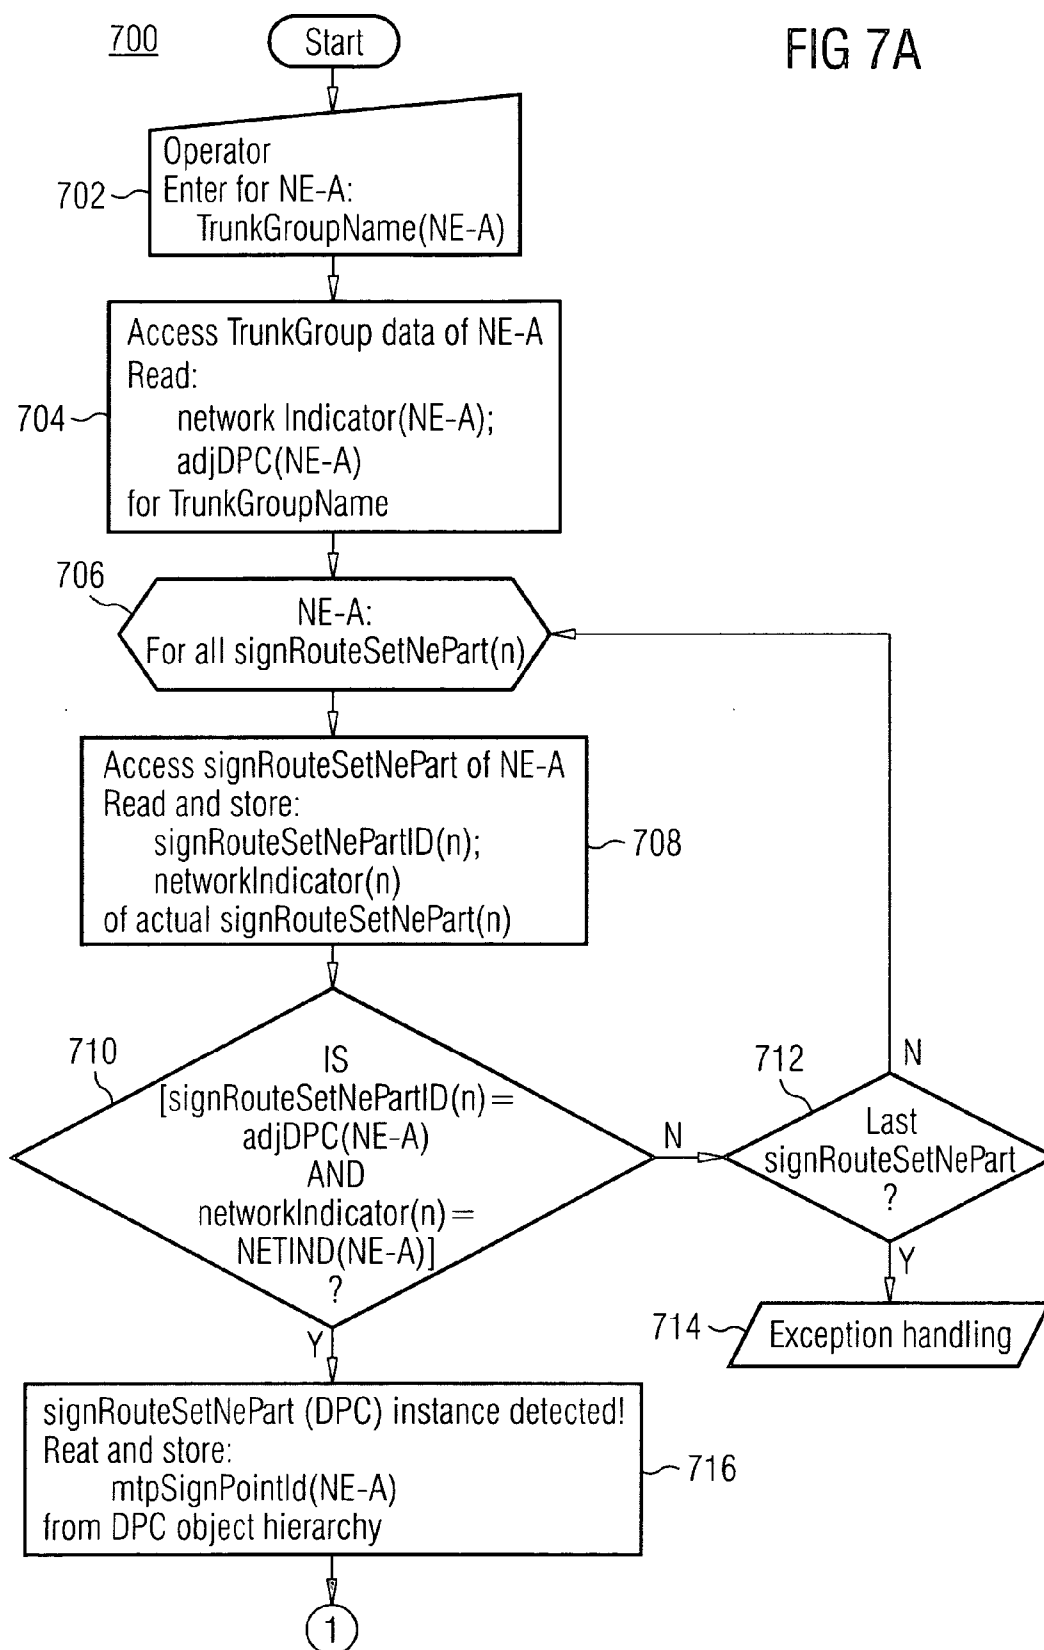 700
Start
FIG 7A
Operator
Enter for NE-A:
TrunkGroupName(NE-A)
702
Access TrunkGroup data of NE-A
Read:
network Indicator(NE-A);
adjDPC(NE-A)
for TrunkGroupName
704
706
NE-A:
For all signRouteSetNePart(n)
Access signRouteSetNePart of NE-A
Read and store:
signRouteSetNePartID(n);
networkIndicator(n)
of actual signRouteSetNePart(n)
708
710
IS
[signRouteSetNePartID(n)=
adjDPC(NE-A)
AND
networkIndicator(n)=
NETIND(NE-A)]
?
N
Y
712
N
Last
signRouteSetNePart
?
Y
714
Exception handling
signRouteSetNePart (DPC) instance detected!
Reat and store:
mtpSignPointId(NE-A)
from DPC object hierarchy
716
1